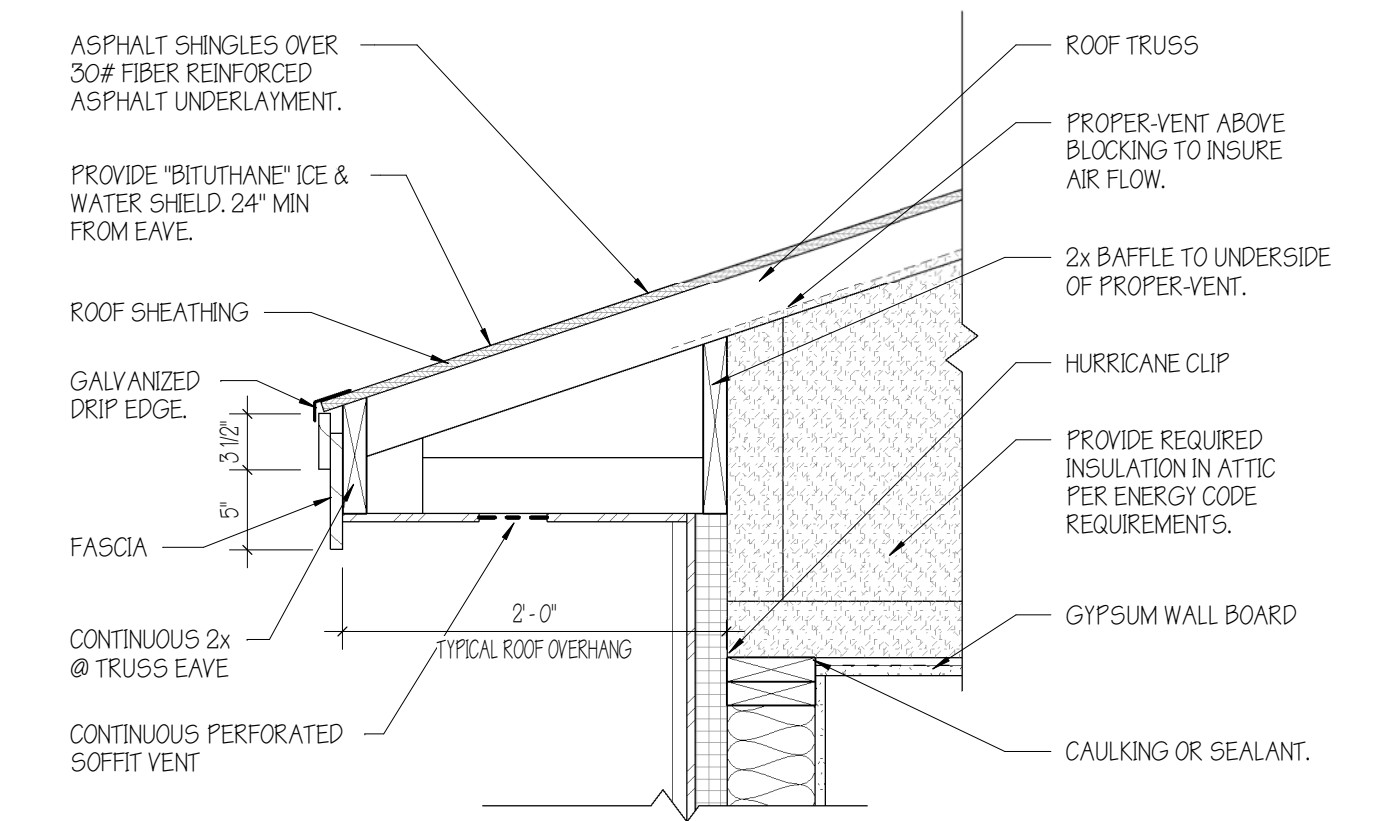 ASPHALT SHINGLES OVER
30# FIBER REINFORCED
ASPHALT UNDERLAYMENT.
PROVIDE "BITUTHANE" ICE &
WATER SHIELD. 24" MIN
FROM EAVE.
ROOF SHEATHING
GALVANIZED
DRIP EDGE.
3 1/2"
5"
FASCIA
CONTINUOUS 2x
@ TRUSS EAVE
CONTINUOUS PERFORATED
SOFFIT VENT
2'-0"
TYPICAL ROOF OVERHANG
ROOF TRUSS
PROPER-VENT ABOVE
BLOCKING TO INSURE
AIR FLOW.
2x BAFFLE TO UNDERSIDE
OF PROPER-VENT.
HURRICANE CLIP
PROVIDE REQUIRED
INSULATION IN ATTIC
PER ENERGY CODE
REQUIREMENTS.
GYPSUM WALL BOARD
CAULKING OR SEALANT.